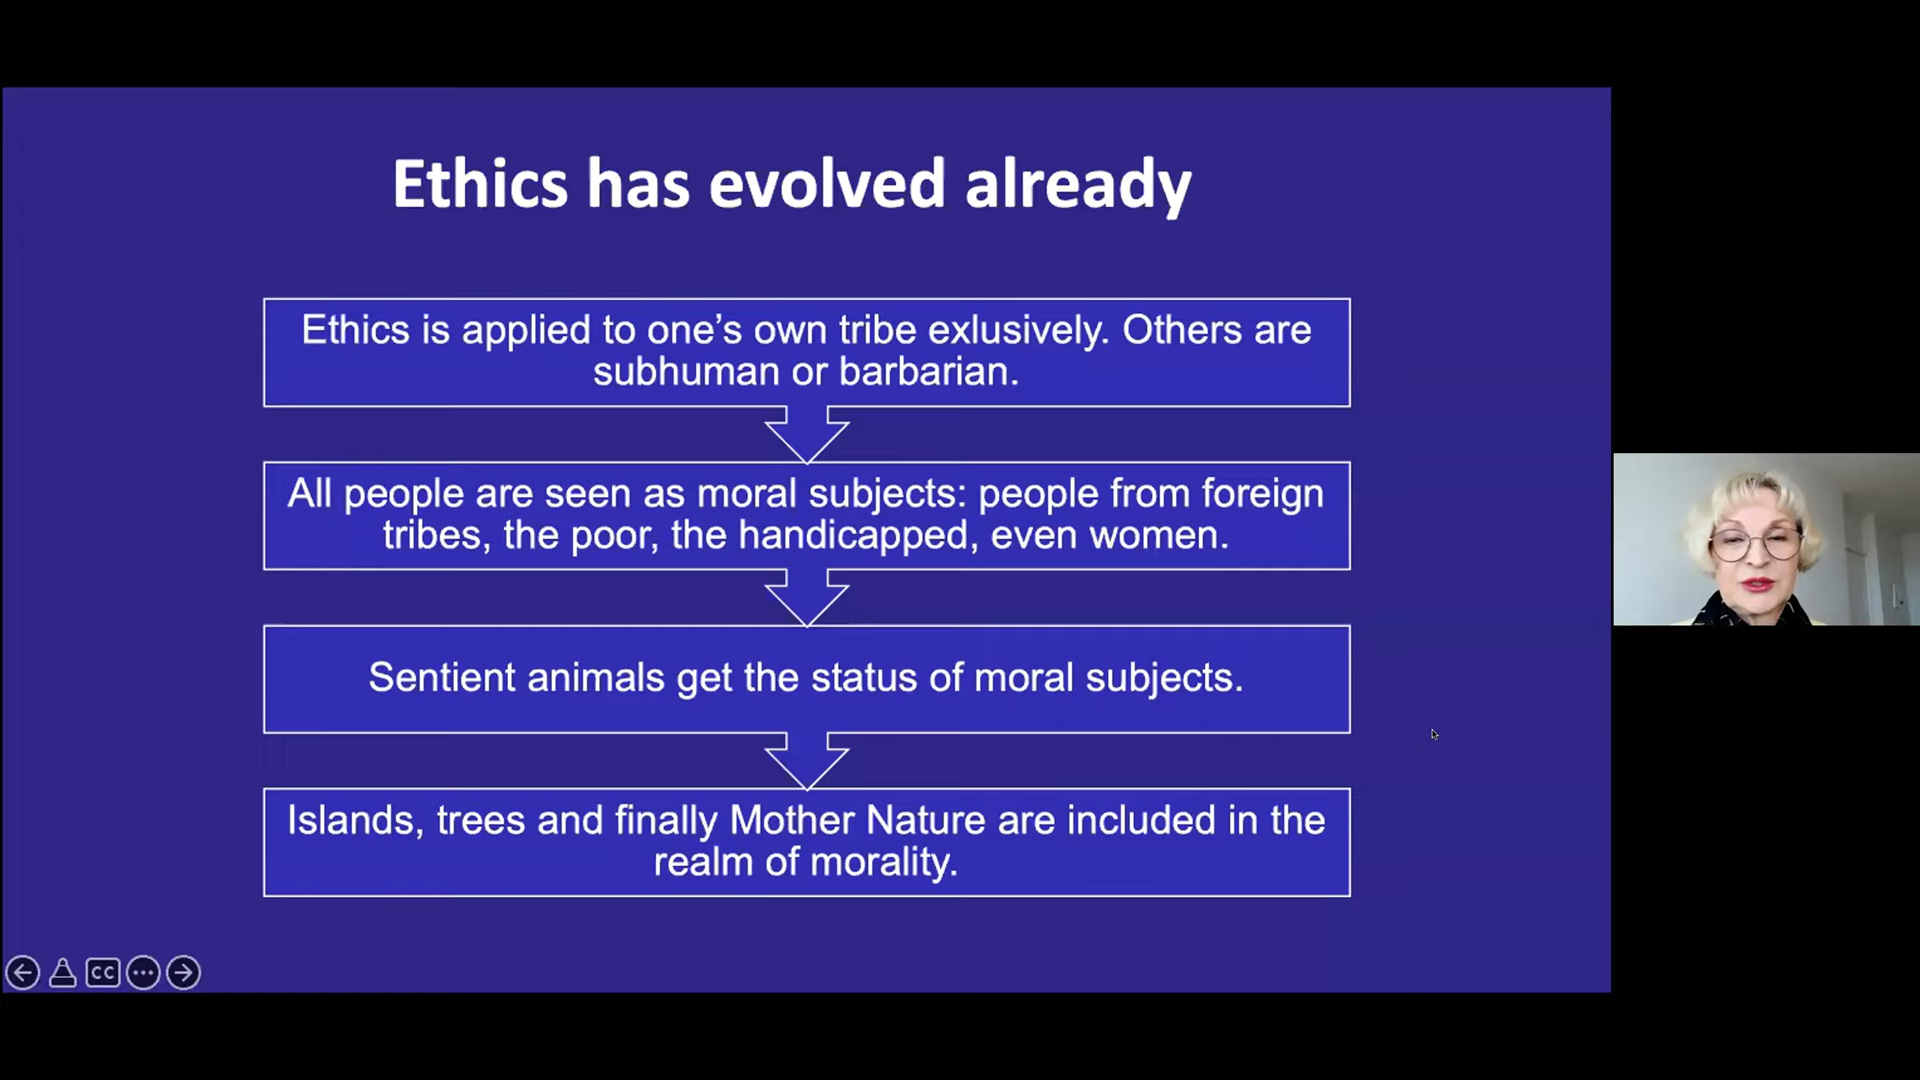 Ethics has evolved already
Ethics is applied to one’s own tribe exlusively. Others are
subhuman or barbarian.
All people are seen as moral subjects: people from foreign
tribes, the poor, the handicapped, even women.
Sentient animals get the status of moral subjects.
Islands, trees and finally Mother Nature are included in the
realm of morality.
CC